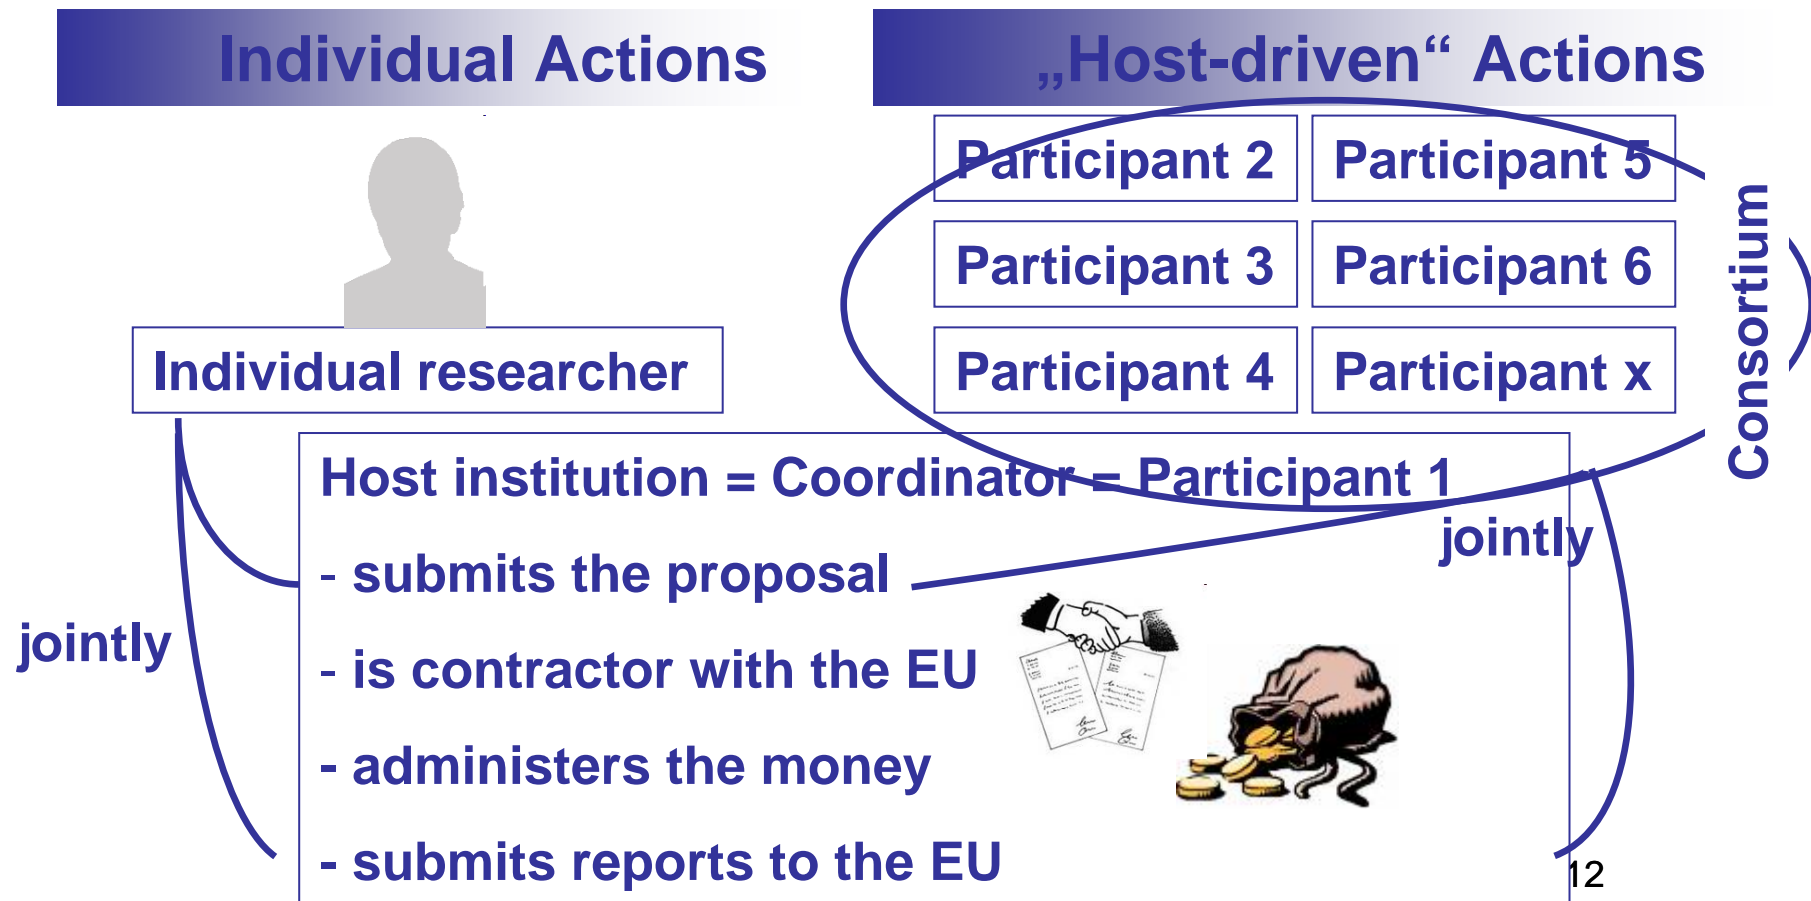 Individual Actions
„Host-driven“ Actions
Participant 2
Participant 5
Participant 3
Participant 6
Participant 4
Participant x
Consortium
Individual researcher
Host institution = Coordinator = Participant 1
jointly
- submits the proposal
jointly
- is contractor with the EU
- administers the money
- submits reports to the EU
12